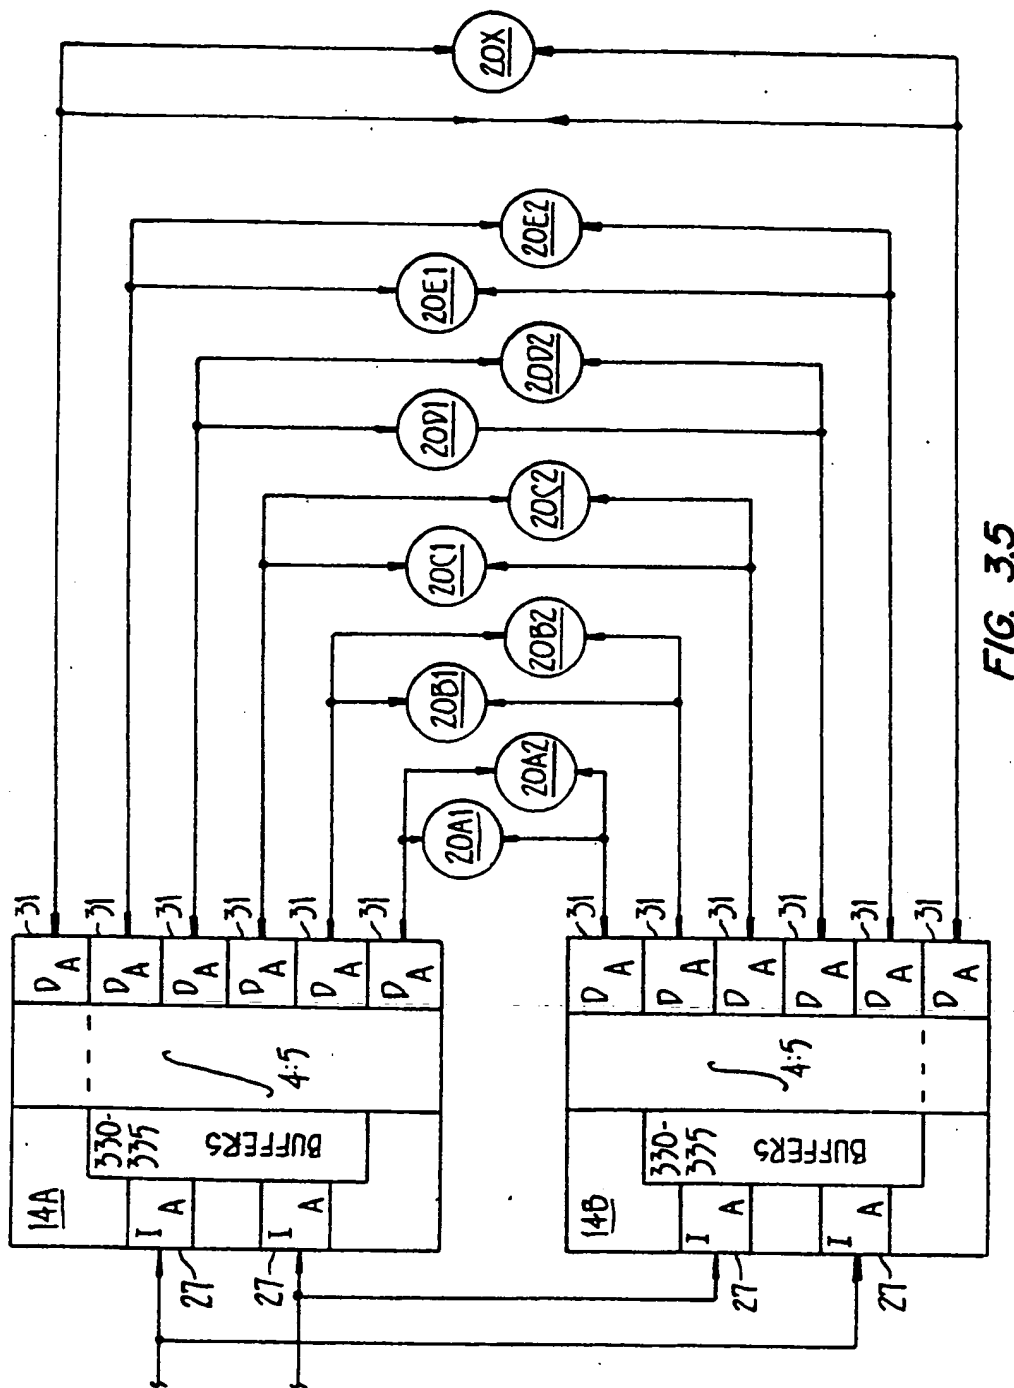 14A
27
I
A
27
I
A
330-
335
BUFFERS
4:5
D
A
31
D
A
31
D
A
31
D
A
31
D
A
31
D
A
31
14B
27
I
A
27
I
A
330-
335
BUFFERS
4:5
D
A
31
D
A
31
D
A
31
D
A
31
D
A
31
D
A
31
20A1
20A2
20B1
20B2
20C1
20C2
20D1
20D2
20E1
20E2
20X
FIG. 3.5